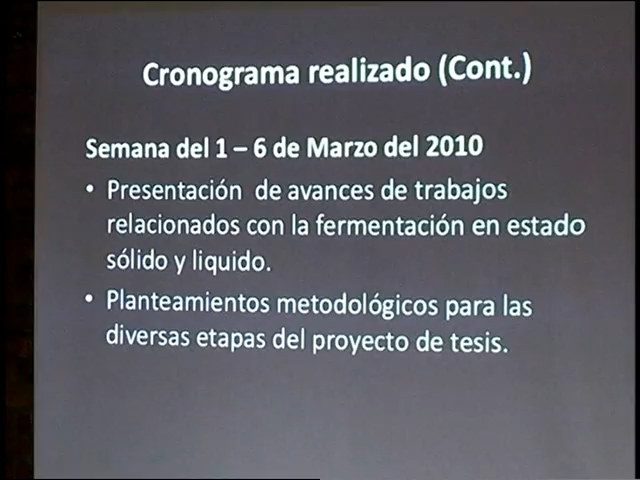 Cronograma realizado (Cont.)
Semana del 1 – 6 de Marzo del 2010
• Presentación de avances de trabajos
relacionados con la fermentación en estado
sólido y liquido.
• Planteamientos metodológicos para las
diversas etapas del proyecto de tesis.